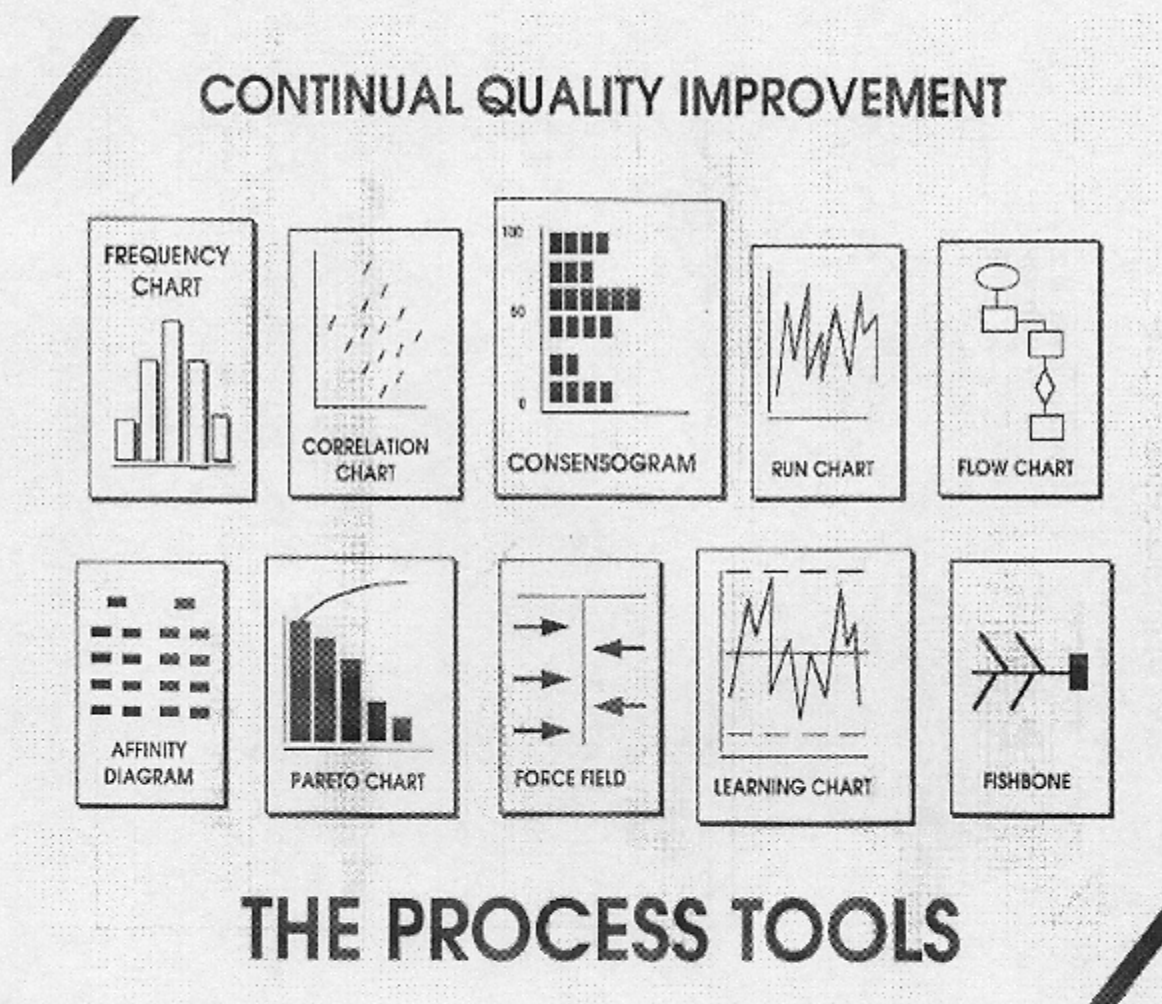 CONTINUAL QUALITY IMPROVEMENT
FREQUENCY
CHART
CORRELATION
CHART
100
50
0
CONSENSOGRAM
RUN CHART
FLOW CHART
AFFINITY
DIAGRAM
PARETO CHART
FORCE FIELD
LEARNING CHART
FISHBONE
THE PROCESS TOOLS